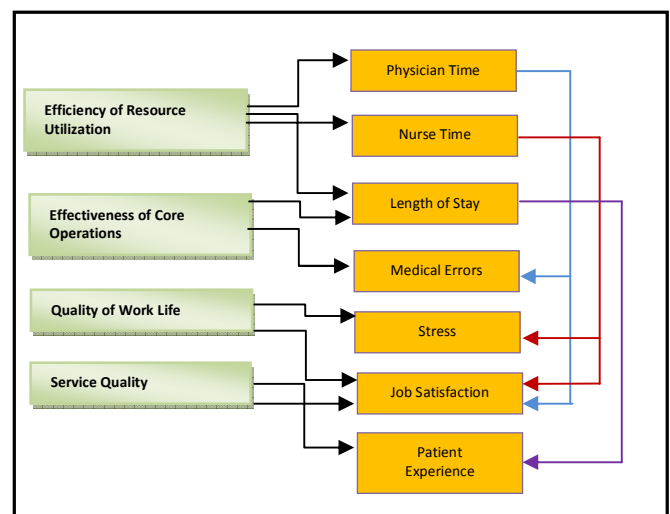 Efficiency of Resource
Utilization
Effectiveness of Core
Operations
Quality of Work Life
Service Quality
Physician Time
Nurse Time
Length of Stay
Medical Errors
Stress
Job Satisfaction
Patient
Experience